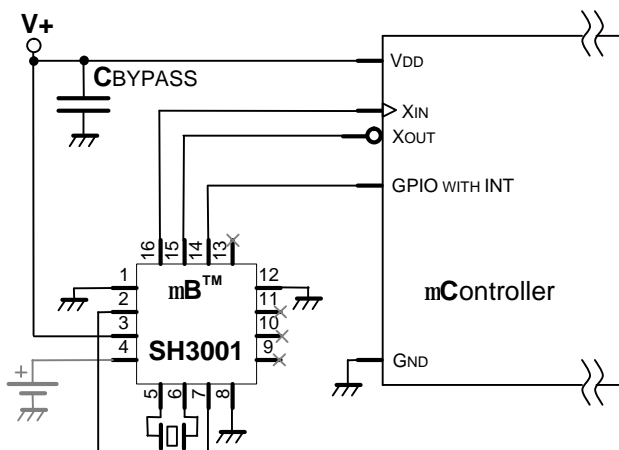 V+
CBYPASS
VDD
XIN
XOUT
GPIO WITH INT
mController
GND
16 15 14 13
1 mB™ 12
2 11
3 10
4 SH3001 9
5 6 7 8
+